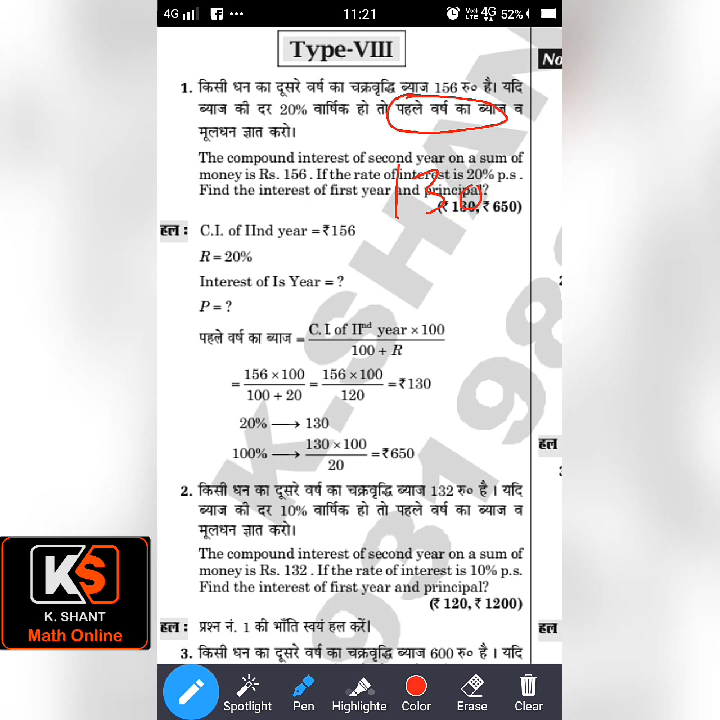 4G 11:21 Vo) LTE 4G 52%
Type-VIII
No
1. किसी धन का दूसरे वर्ष का चक्रवृद्धि ब्याज 156 रु० है। यदि
ब्याज की दर 20% वार्षिक हो तो पहले वर्ष का ब्याज व
मूलधन ज्ञात करो।
The compound interest of second year on a sum of
money is Rs. 156. If the rate of interest is 20% p.s .
Find the interest of first year and principal?
130
(₹ 130, ₹ 650)
हल : C.I. of IInd year = ₹156
R = 20%
Interest of Is Year = ?
P = ?
पहले वर्ष का ब्याज = C.I. of IInd year × 100 / 100 + R
= 156 × 100 / 100 + 20 = 156 × 100 / 120 = ₹130
20% ⟶ 130
100% ⟶ 130 × 100 / 20 = ₹650
2. किसी धन का दूसरे वर्ष का चक्रवृद्धि ब्याज 132 रु० है । यदि
ब्याज की दर 10% वार्षिक हो तो पहले वर्ष का ब्याज व
मूलधन ज्ञात करो।
The compound interest of second year on a sum of
money is Rs. 132 . If the rate of interest is 10% p.s.
Find the interest of first year and principal?
(₹ 120, ₹ 1200)
हल : प्रश्न नं. 1 की भाँति स्वयं हल करें।
3. किसी धन का दूसरे वर्ष का चक्रवृद्धि ब्याज 600 रु० है । यदि
हल
हल
K.SHAN
93198
KS
K. SHANT
Math Online
Spotlight Pen Highlighte Color Erase Clear